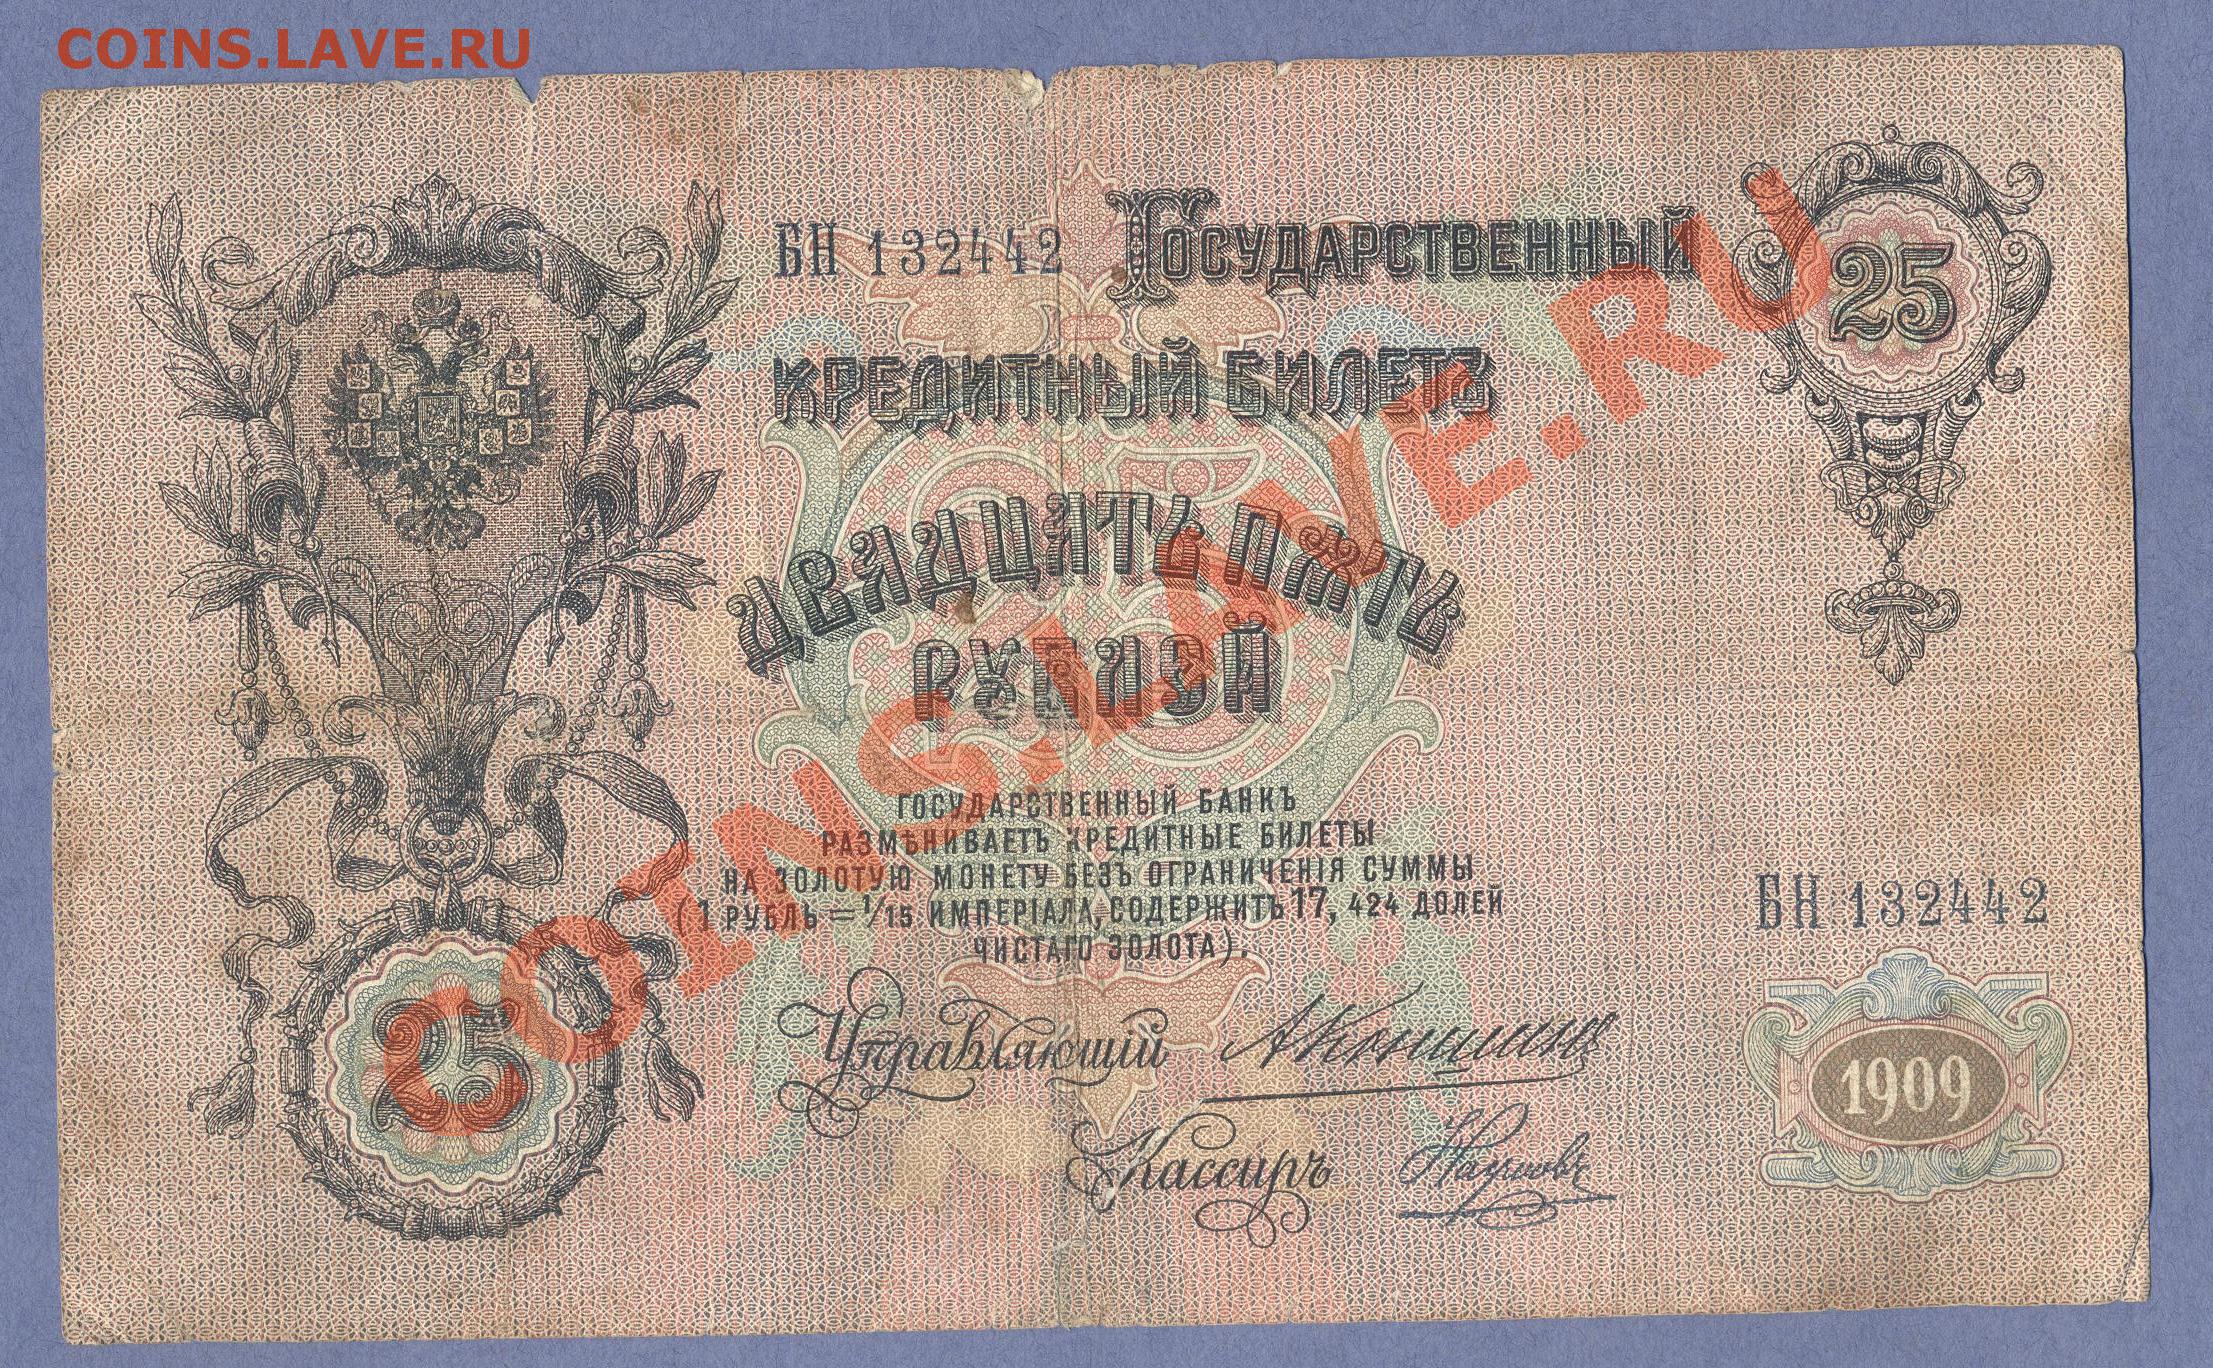 COINS.LAVE.RU
БН 132442
ГОСУДАРСТВЕННЫЙ
25
КРЕДИТНЫЙ БИЛЕТЪ
ДВАДЦАТЬ ПЯТЬ
РУБЛЕЙ
ГОСУДАРСТВЕННЫЙ БАНКЪ
РАЗМѢНИВАЕТЪ КРЕДИТНЫЕ БИЛЕТЫ
НА ЗОЛОТУЮ МОНЕТУ БЕЗЪ ОГРАНИЧЕНІЯ СУММЫ
(1 РУБЛЬ = 1/15 ИМПЕРІАЛА, СОДЕРЖИТЪ 17, 424 ДОЛЕЙ
ЧИСТАГО ЗОЛОТА).
БН 132442
25
Управляющій
АКоншинъ
Кассиръ
1909
COINS.LAVE.RU